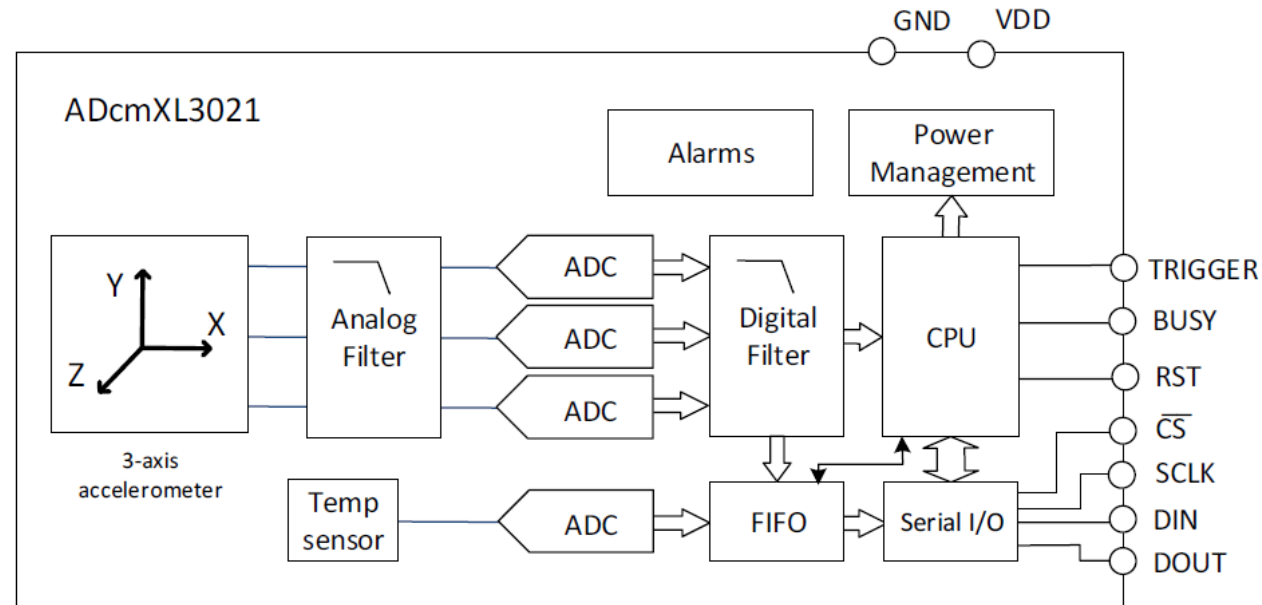 GND
VDD
ADcmXL3021
Alarms
Power
Management
Y
X
Z
Analog
Filter
ADC
ADC
ADC
Digital
Filter
CPU
TRIGGER
BUSY
RST
C̅S̅
SCLK
DIN
DOUT
3-axis
accelerometer
Temp
sensor
ADC
FIFO
Serial I/O